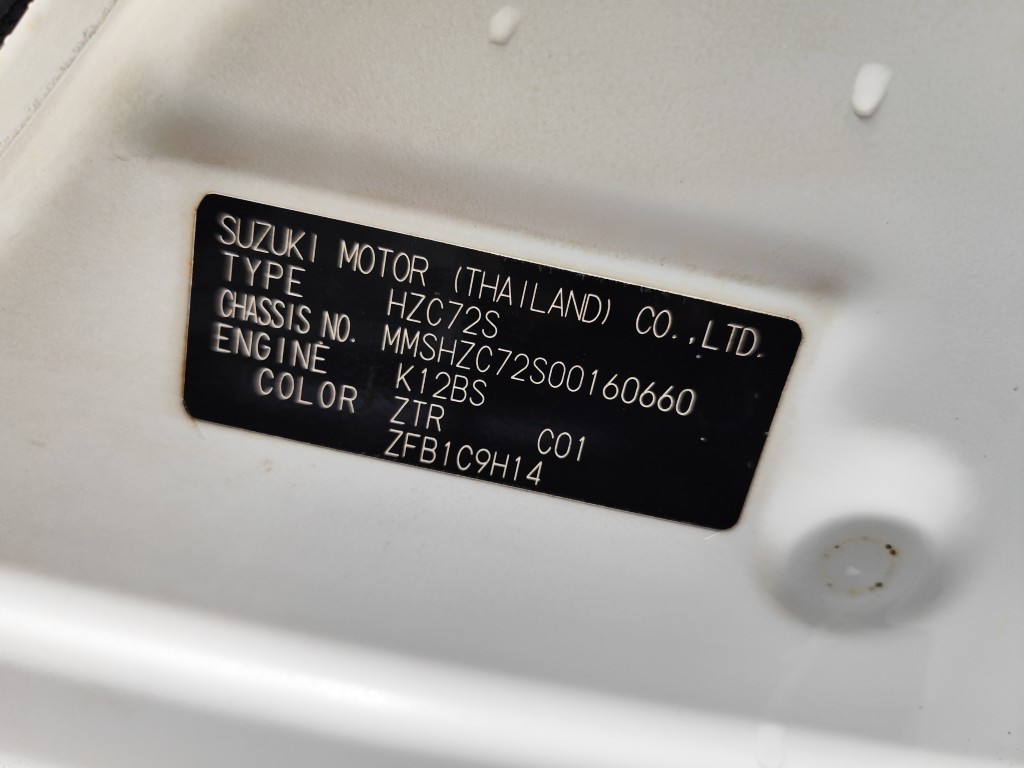 SUZUKI MOTOR (THAILAND) CO.,LTD.
TYPE HZC72S
CHASSIS NO. MMSHZC72S00160660
ENGINE K12BS
COLOR ZTR C01
ZFB1C9H14